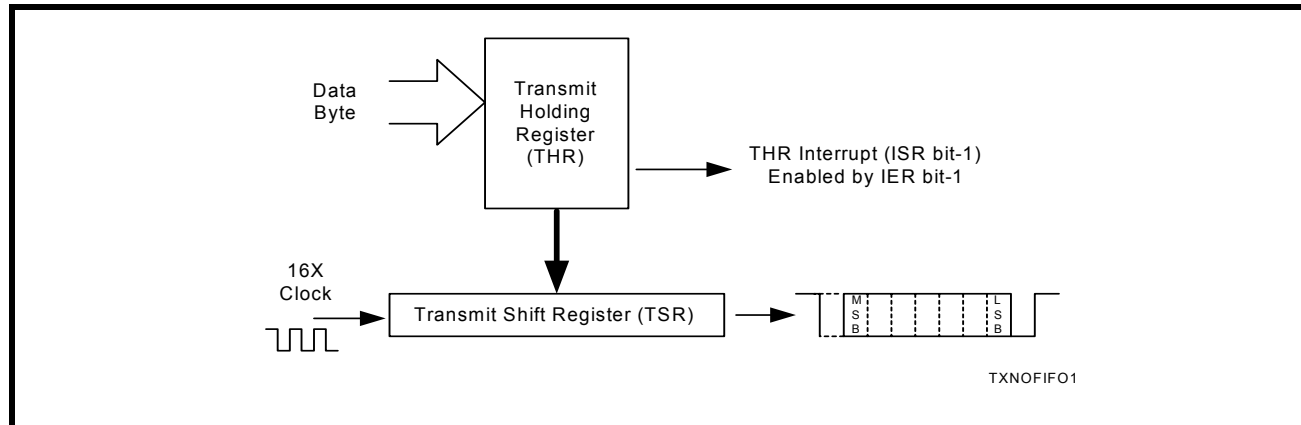 Data
Byte
Transmit
Holding
Register
(THR)
THR Interrupt (ISR bit-1)
Enabled by IER bit-1
16X
Clock
Transmit Shift Register (TSR)
M
S
B
L
S
B
TXNOFIFO1